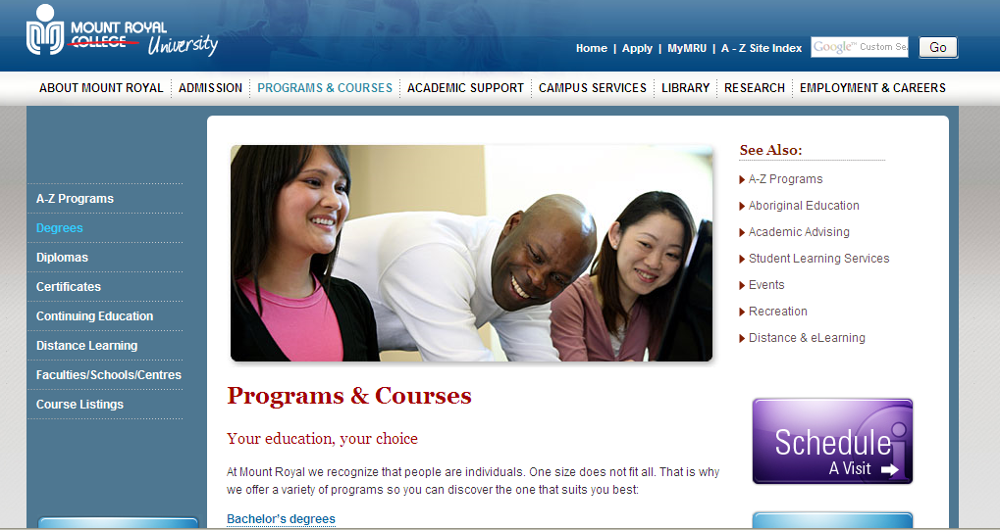 MOUNT ROYAL
COLLEGE University
Home | Apply | MyMRU | A - Z Site Index Google™ Custom Se Go
ABOUT MOUNT ROYAL ADMISSION PROGRAMS & COURSES ACADEMIC SUPPORT CAMPUS SERVICES LIBRARY RESEARCH EMPLOYMENT & CAREERS
A-Z Programs
Degrees
Diplomas
Certificates
Continuing Education
Distance Learning
Faculties/Schools/Centres
Course Listings
Programs & Courses
Your education, your choice
At Mount Royal we recognize that people are individuals. One size does not fit all. That is why
we offer a variety of programs so you can discover the one that suits you best:
Bachelor's degrees
See Also:
A-Z Programs
Aboriginal Education
Academic Advising
Student Learning Services
Events
Recreation
Distance & eLearning
Schedule
A Visit